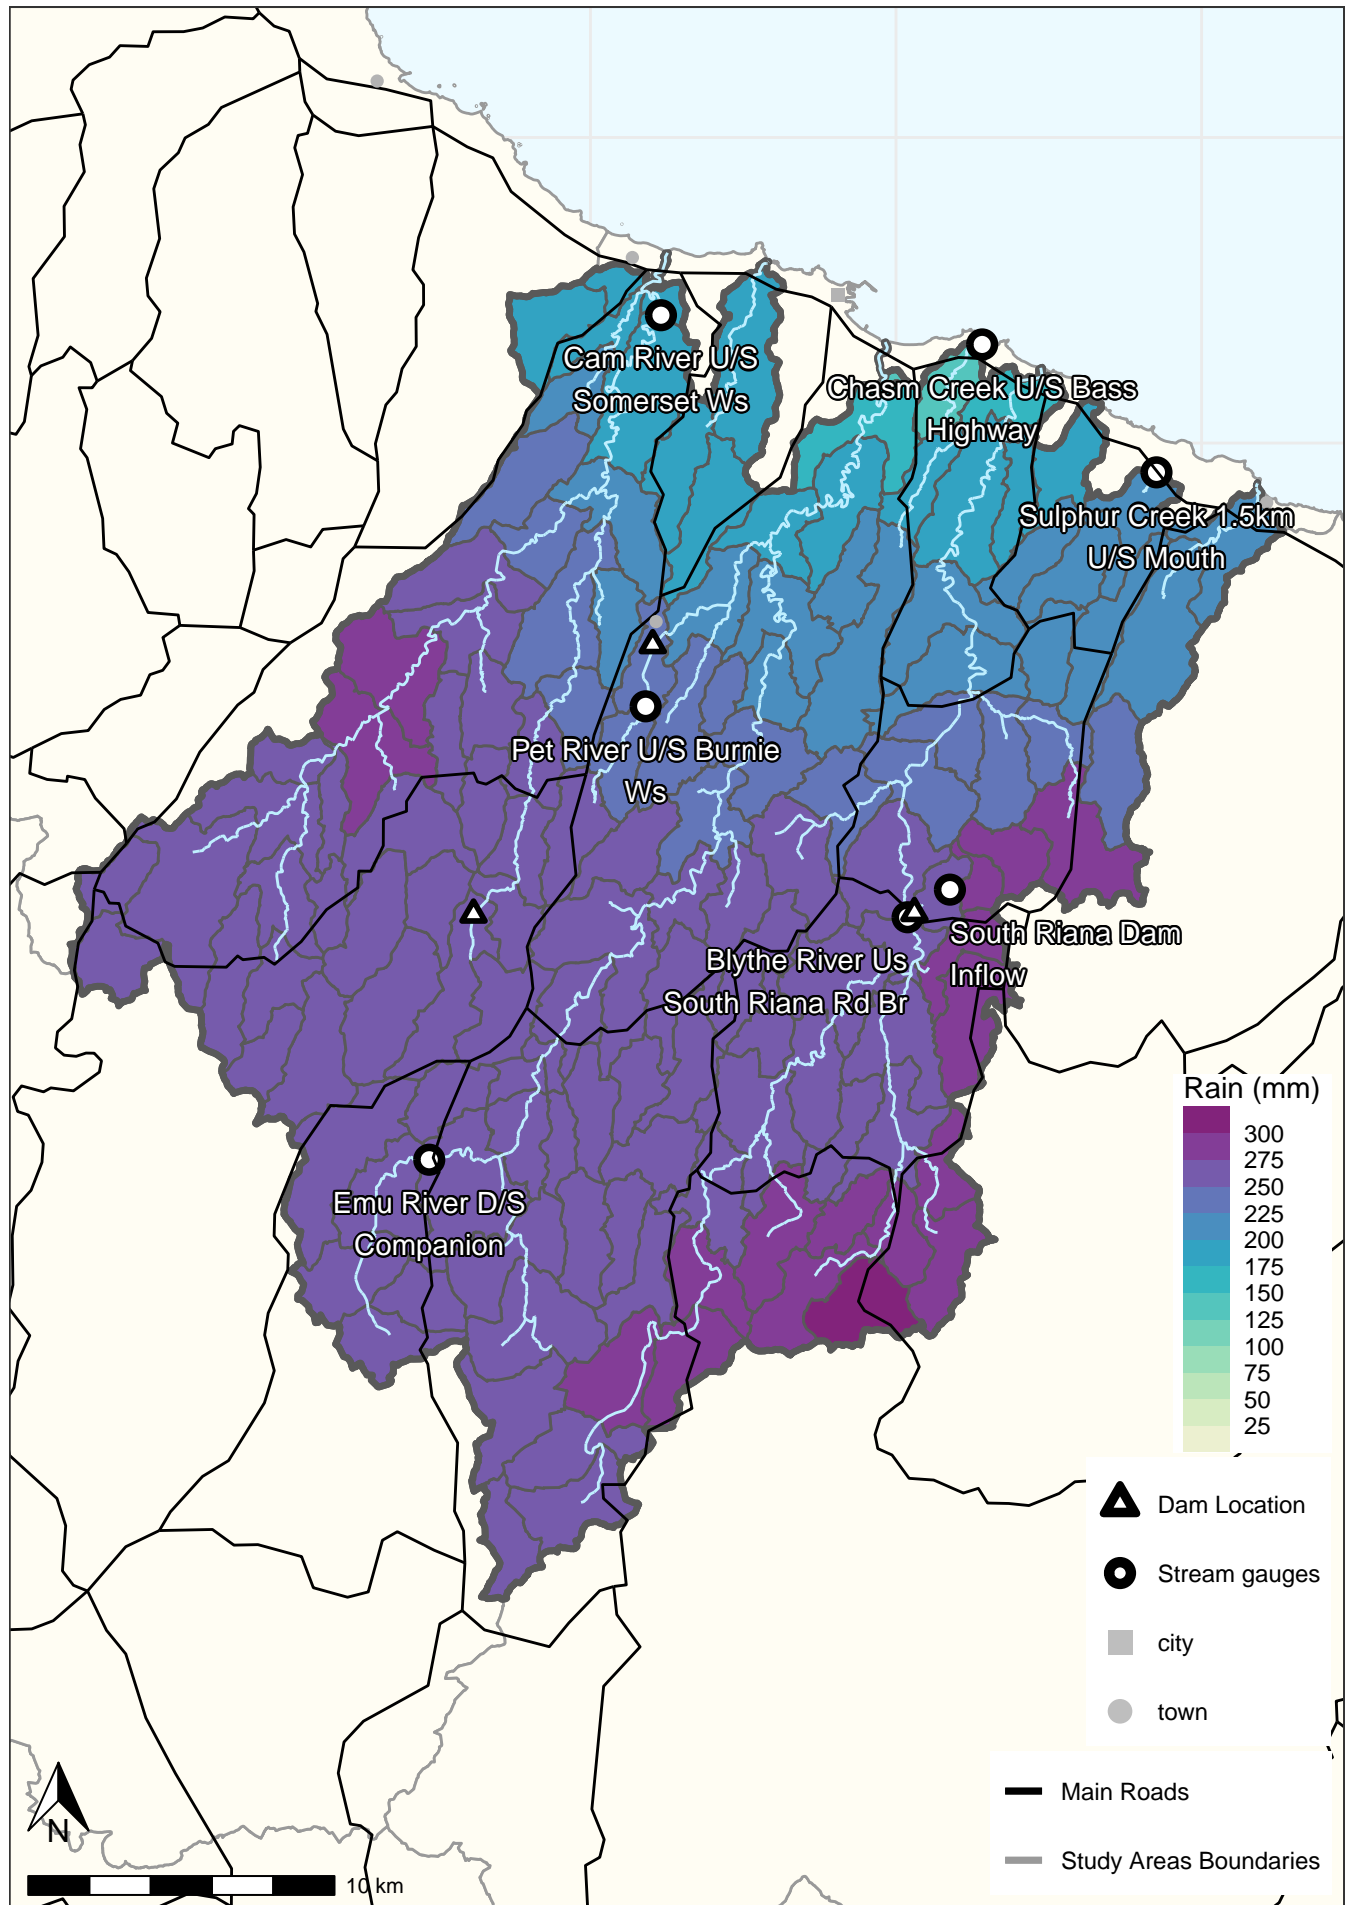 Cam River U/S
Somerset Ws
Chasm Creek U/S Bass
Highway
Sulphur Creek 1.5km
U/S Mouth
Pet River U/S Burnie
Ws
South Riana Dam
Inflow
Blythe River Us
South Riana Rd Br
Emu River D/S
Companion
Rain (mm)
300
275
250
225
200
175
150
125
100
75
50
25
Dam Location
Stream gauges
city
town
Main Roads
Study Areas Boundaries
N
10 km